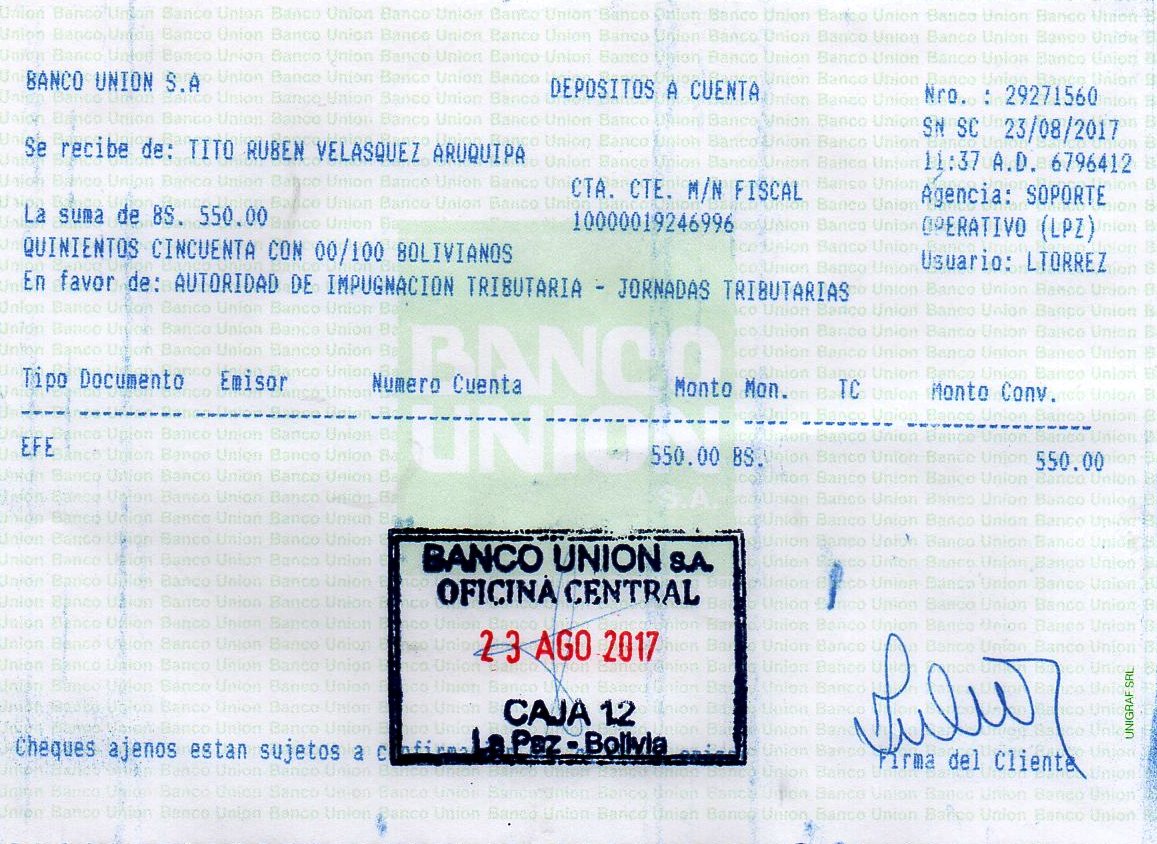 BANCO UNION S.A
DEPOSITOS A CUENTA
Nro. : 29271560
SN SC 23/08/2017
Se recibe de: TITO RUBEN VELASQUEZ ARUQUIPA
11:37 A.D. 6796412
CTA. CTE. M/N FISCAL
Agencia: SOPORTE
La suma de BS. 550.00
10000019246996
OPERATIVO (LPZ)
QUINIENTOS CINCUENTA CON 00/100 BOLIVIANOS
Usuario: LTORREZ
En favor de: AUTORIDAD DE IMPUGNACION TRIBUTARIA - JORNADAS TRIBUTARIAS
BANCO
UNION
S.A.
Tipo Documento Emisor Numero Cuenta Monto Mon. TC Monto Conv.
EFE 550.00 BS. 550.00
BANCO UNION S.A.
OFICINA CENTRAL
23 AGO 2017
CAJA 12
La Paz - Bolivia
Cheques ajenos estan sujetos a
Firma del Cliente
UNIGRAF SRL